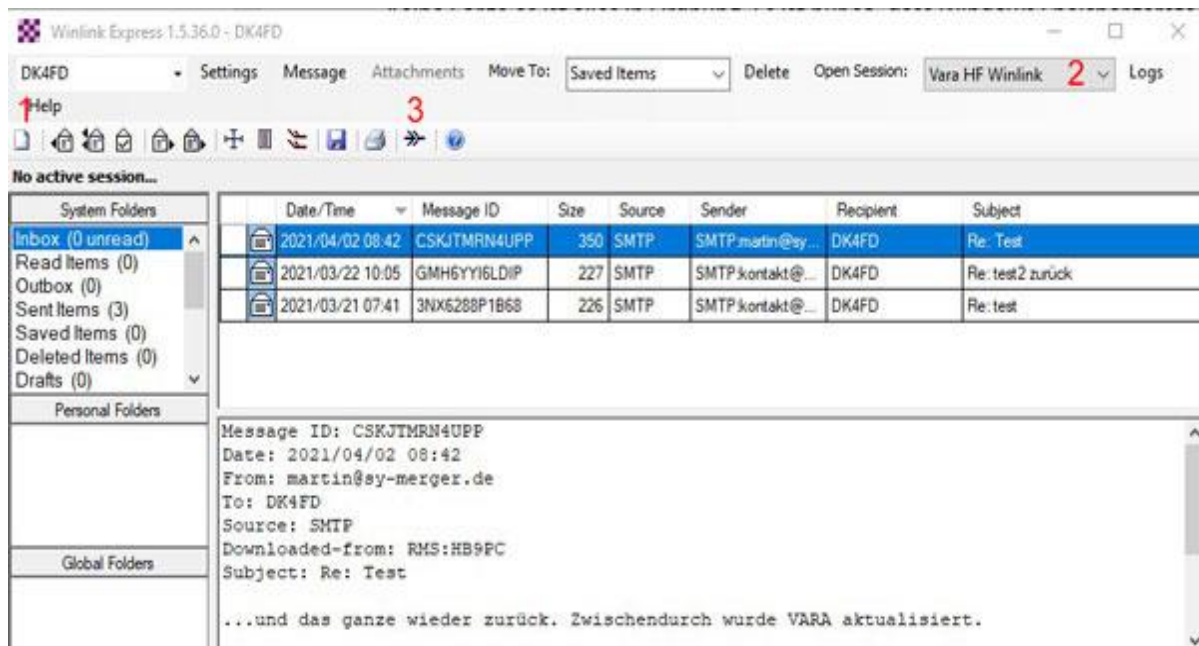 Winlink Express 1.5.36.0 - DK4FD
DK4FD Settings Message Attachments Move To: Saved Items Delete Open Session: Vara HF Winlink 2 Logs
1 Help 3
No active session...
System Folders
Inbox (0 unread)
Read Items (0)
Outbox (0)
Sent Items (3)
Saved Items (0)
Deleted Items (0)
Drafts (0)
Personal Folders
Global Folders
Date/Time Message ID Size Source Sender Recipient Subject
2021/04/02 08:42 CSKJTMRN4UPP 350 SMTP SMTP:martin@sy... DK4FD Re: Test
2021/03/22 10:05 GMH6YYI6LDIP 227 SMTP SMTP:kontakt@... DK4FD Re: test2 zurück
2021/03/21 07:41 3NX6288P1B68 226 SMTP SMTP:kontakt@... DK4FD Re: test
Message ID: CSKJTMRN4UPP
Date: 2021/04/02 08:42
From: martin@sy-merger.de
To: DK4FD
Source: SMTP
Downloaded-from: RMS:HB9PC
Subject: Re: Test
...und das ganze wieder zurück. Zwischendurch wurde VARA aktualisiert.